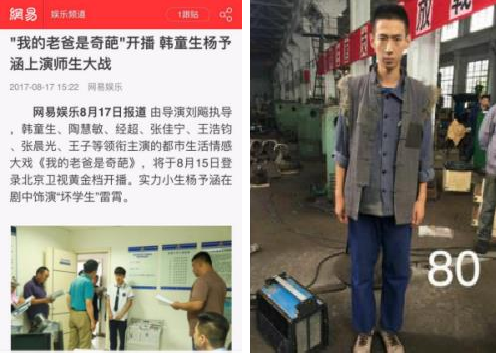 網易 娱乐频道
1跟贴
"我的老爸是奇葩"开播 韩童生杨予
涵上演师生大战
2017-08-17 15:22 网易娱乐
网易娱乐8月17日报道 由导演刘飚执导
，韩童生、陶慧敏、经超、张佳宁、王浩钧
、张晨光、王子等领衔主演的都市生活情感
大戏《我的老爸是奇葩》，将于8月15日登
录北京卫视黄金档开播。实力小生杨予涵在
剧中饰演“坏学生”雷霄。
80